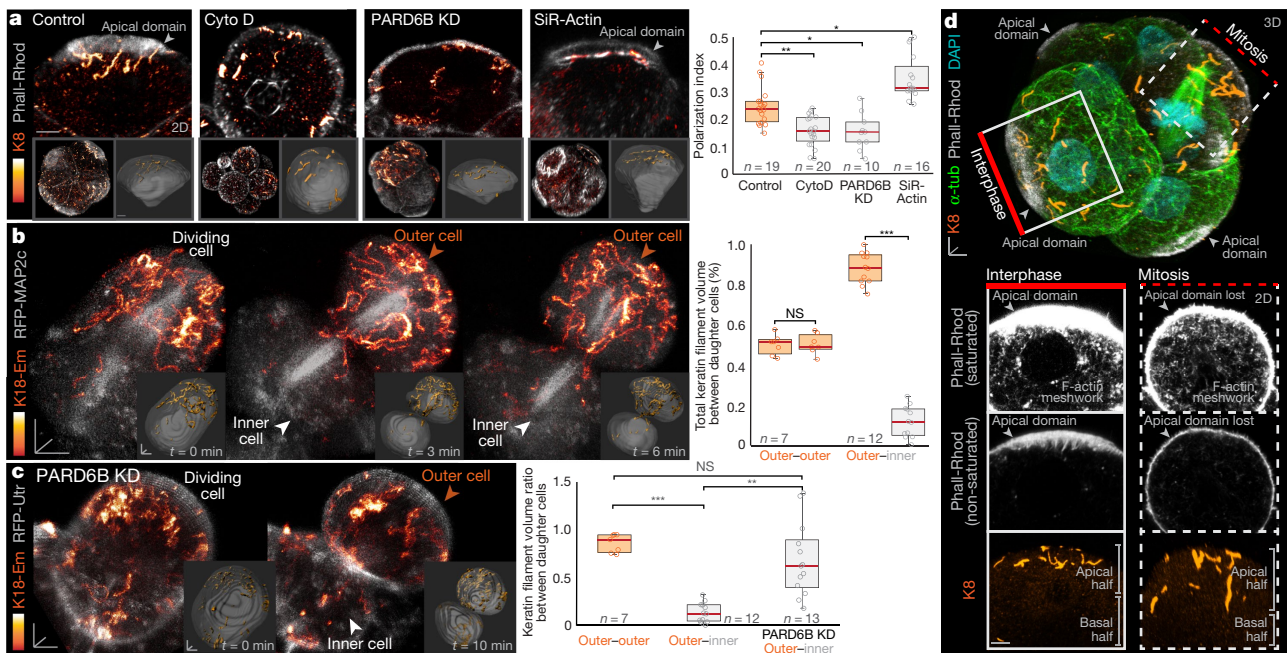 a
Control
Cyto D
PARD6B KD
SiR-Actin
Apical domain
Apical domain
K8 Phall-Rhod
2D
Polarization index
0.5
0.4
0.3
0.2
0.1
0
**
*
*
n = 19
n = 20
n = 10
n = 16
Control
CytoD
PARD6B
KD
SiR-
Actin
b
K18-Em RFP-MAP2c
Dividing
cell
Outer cell
Outer cell
Inner
cell
Inner
cell
t = 0 min
t = 3 min
t = 6 min
Total keratin filament volume
between daughter cells (%)
1.0
0.8
0.6
0.4
0.2
0
NS
***
n = 7
n = 12
Outer–outer
Outer–inner
c
PARD6B KD
K18-Em RFP-Utr
Dividing
cell
Outer
cell
Inner cell
t = 0 min
t = 10 min
Keratin filament volume ratio
between daughter cells
1.5
1.0
0.5
0
NS
***
**
n = 7
n = 12
n = 13
Outer–outer
Outer–inner
PARD6B KD
Outer–inner
d
3D
K8 α-tub Phall-Rhod DAPI
Apical
domain
Mitosis
Interphase
Apical domain
Apical
domain
Interphase
Mitosis
Phall-Rhod
(saturated)
Apical domain
F-actin
meshwork
Apical domain lost
2D
F-actin
meshwork
Phall-Rhod
(non-saturated)
Apical domain
Apical domain lost
K8
Apical
half
Basal
half
Apical
half
Basal
half